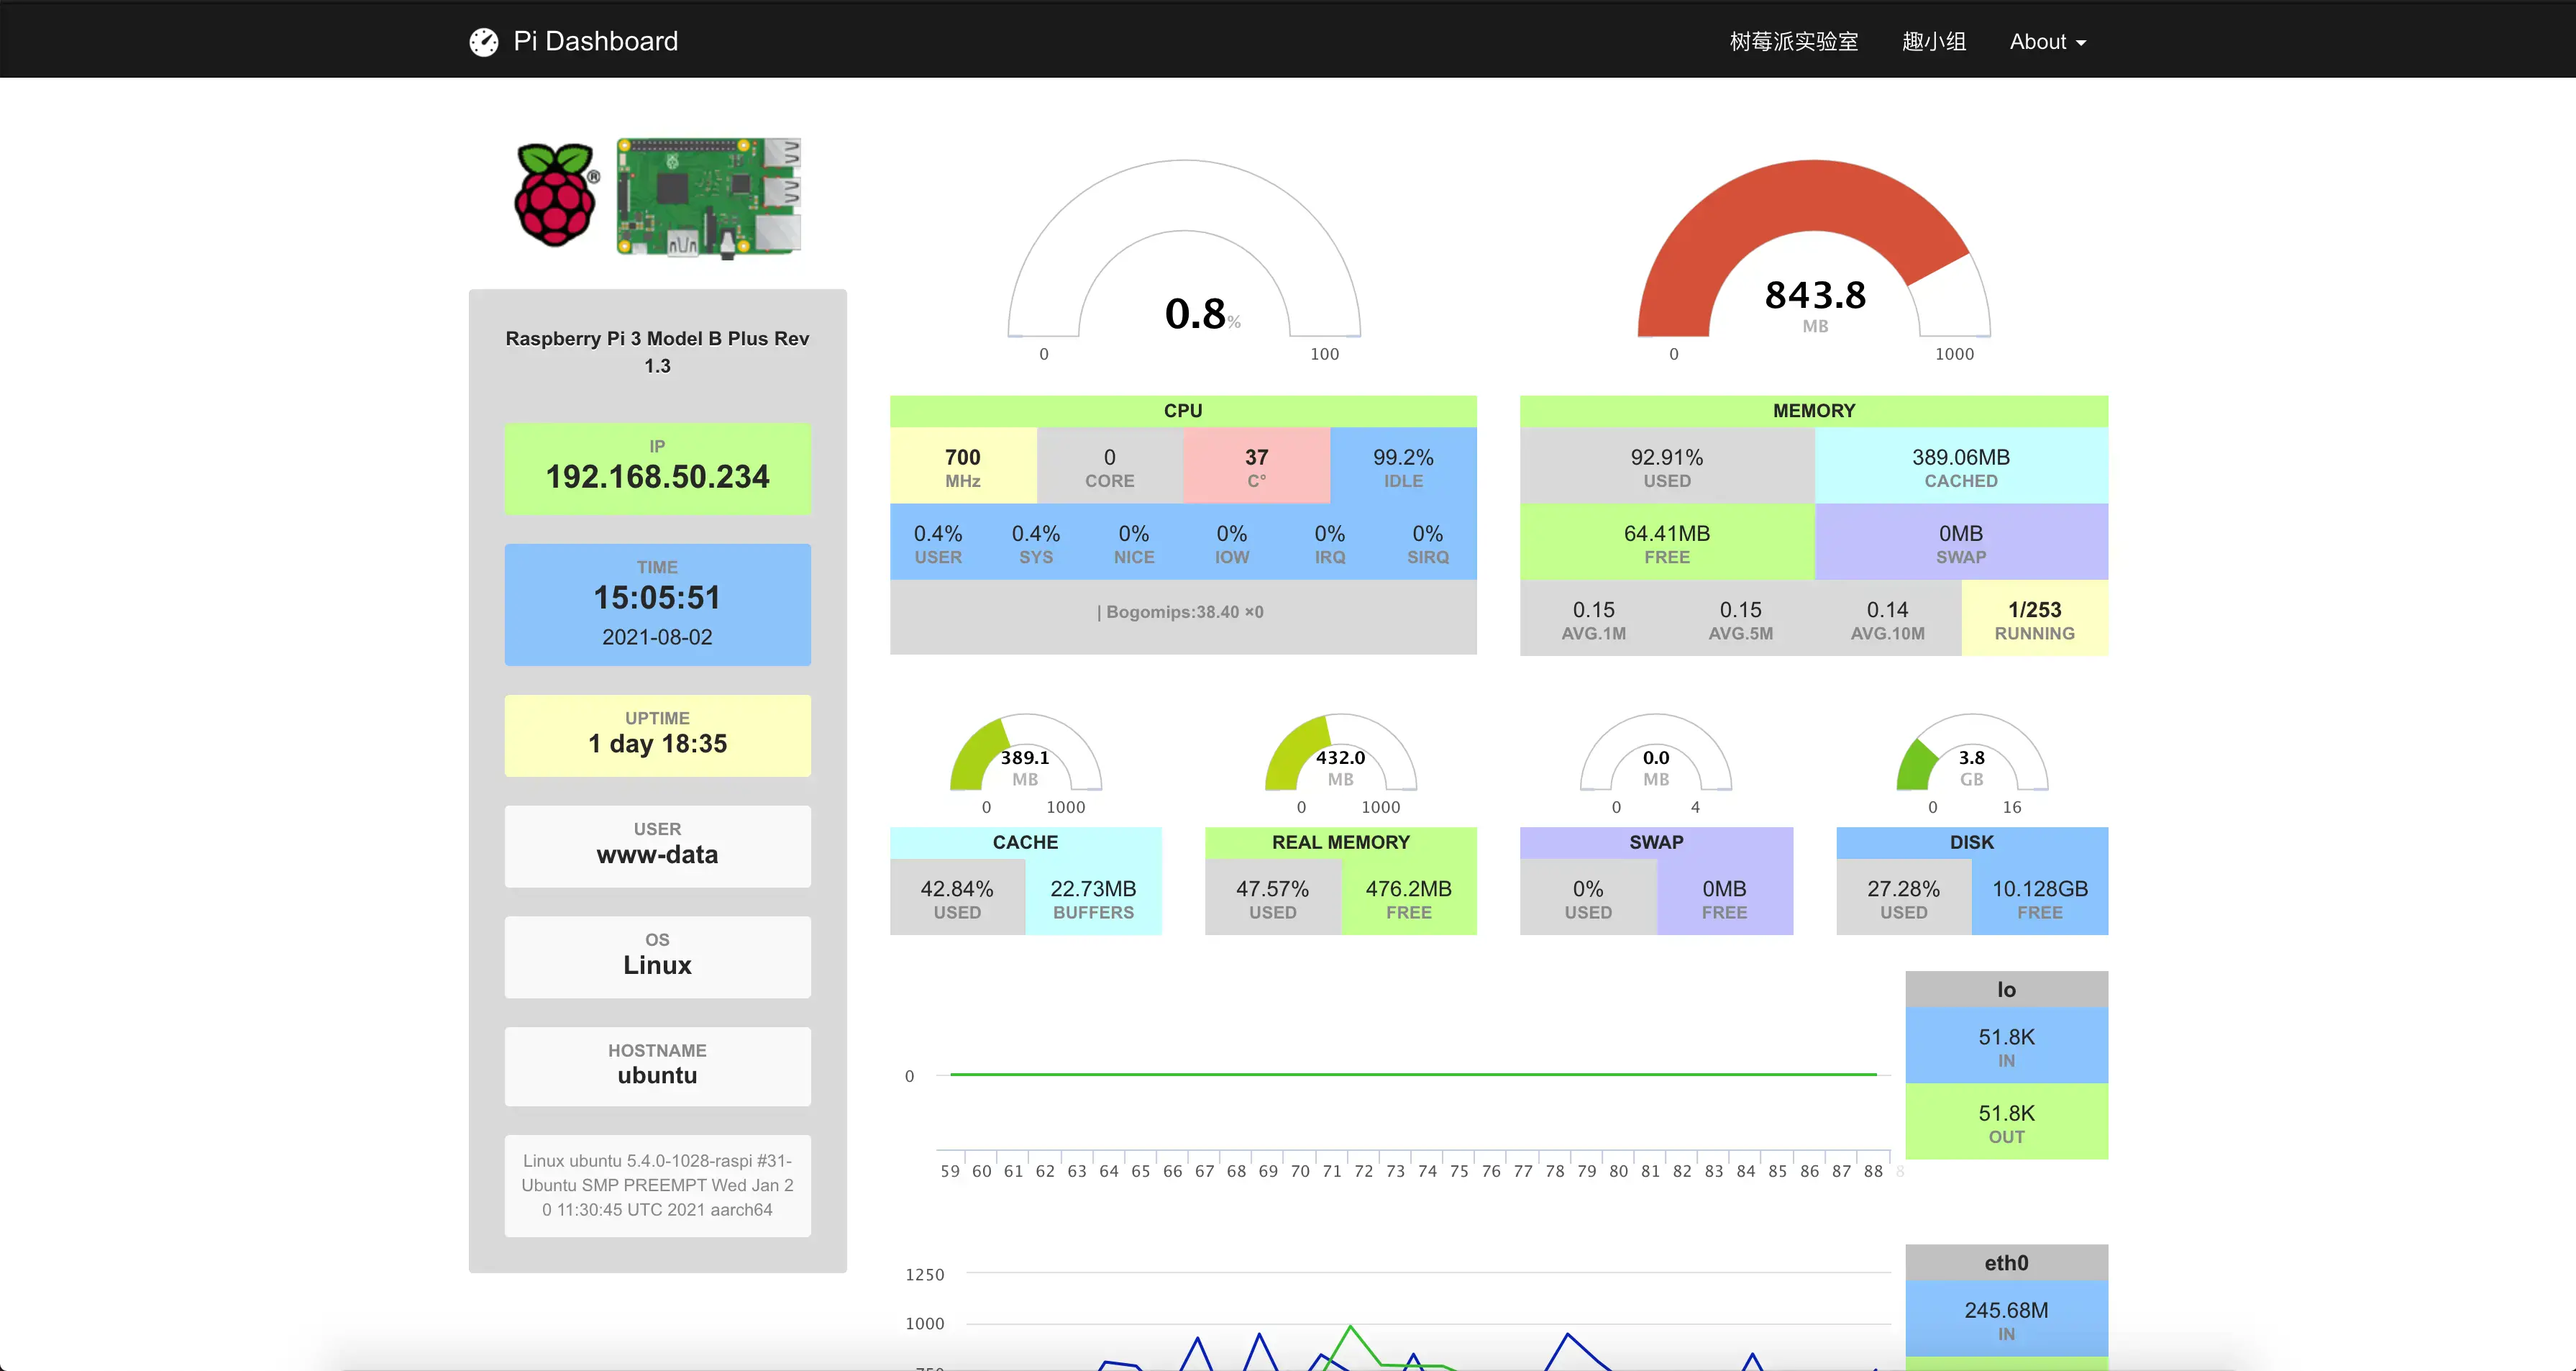 Pi Dashboard
树莓派实验室 趣小组 About
®
Raspberry Pi 3 Model B Plus Rev
1.3
IP
192.168.50.234
TIME
15:05:51
2021-08-02
UPTIME
1 day 18:35
USER
www-data
OS
Linux
HOSTNAME
ubuntu
Linux ubuntu 5.4.0-1028-raspi #31-
Ubuntu SMP PREEMPT Wed Jan 2
0 11:30:45 UTC 2021 aarch64
0.8%
0 100
CPU
700 0 37 99.2%
MHz CORE C° IDLE
0.4% 0.4% 0% 0% 0% 0%
USER SYS NICE IOW IRQ SIRQ
| Bogomips:38.40 ×0
843.8
MB
0 1000
MEMORY
92.91% 389.06MB
USED CACHED
64.41MB 0MB
FREE SWAP
0.15 0.15 0.14 1/253
AVG.1M AVG.5M AVG.10M RUNNING
389.1
MB
0 1000
CACHE
42.84% 22.73MB
USED BUFFERS
432.0
MB
0 1000
REAL MEMORY
47.57% 476.2MB
USED FREE
0.0
MB
0 4
SWAP
0% 0MB
USED FREE
3.8
GB
0 16
DISK
27.28% 10.128GB
USED FREE
0
59 60 61 62 63 64 65 66 67 68 69 70 71 72 73 74 75 76 77 78 79 80 81 82 83 84 85 86 87 88
lo
51.8K
IN
51.8K
OUT
1250
1000
eth0
245.68M
IN